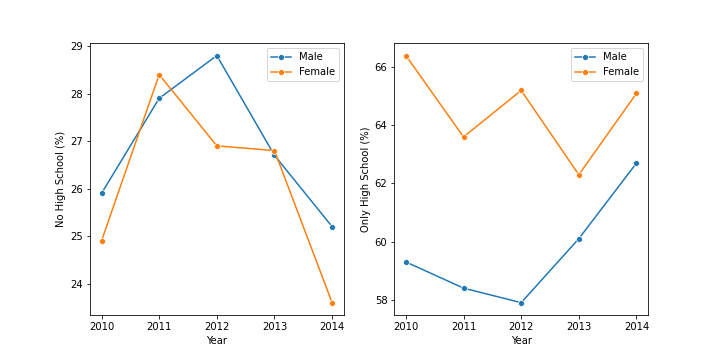 No High School (%)
29
28
27
26
25
24
2010 2011 2012 2013 2014
Year
Male
Female
Only High School (%)
66
64
62
60
58
2010 2011 2012 2013 2014
Year
Male
Female